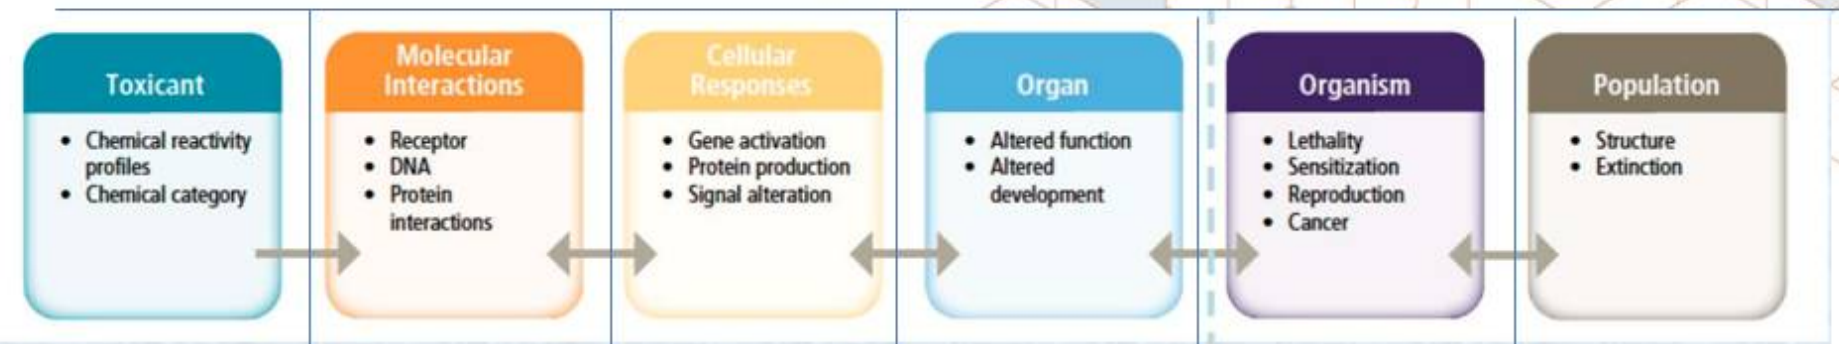 Toxicant
• Chemical reactivity
profiles
• Chemical category
Molecular
Interactions
• Receptor
• DNA
• Protein
interactions
Cellular
Responses
• Gene activation
• Protein production
• Signal alteration
Organ
• Altered function
• Altered
development
Organism
• Lethality
• Sensitization
• Reproduction
• Cancer
Population
• Structure
• Extinction